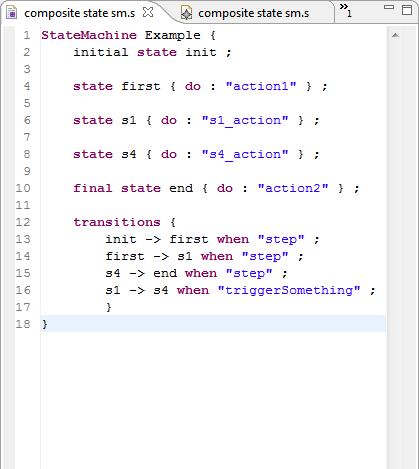 composite state sm.s composite state sm.s »1
1 StateMachine Example {
2 initial state init ;
3
4 state first { do : "action1" } ;
5
6 state s1 { do : "s1_action" } ;
7
8 state s4 { do : "s4_action" } ;
9
10 final state end { do : "action2" } ;
11
12 transitions {
13 init -> first when "step" ;
14 first -> s1 when "step" ;
15 s4 -> end when "step" ;
16 s1 -> s4 when "triggerSomething" ;
17 }
18 }